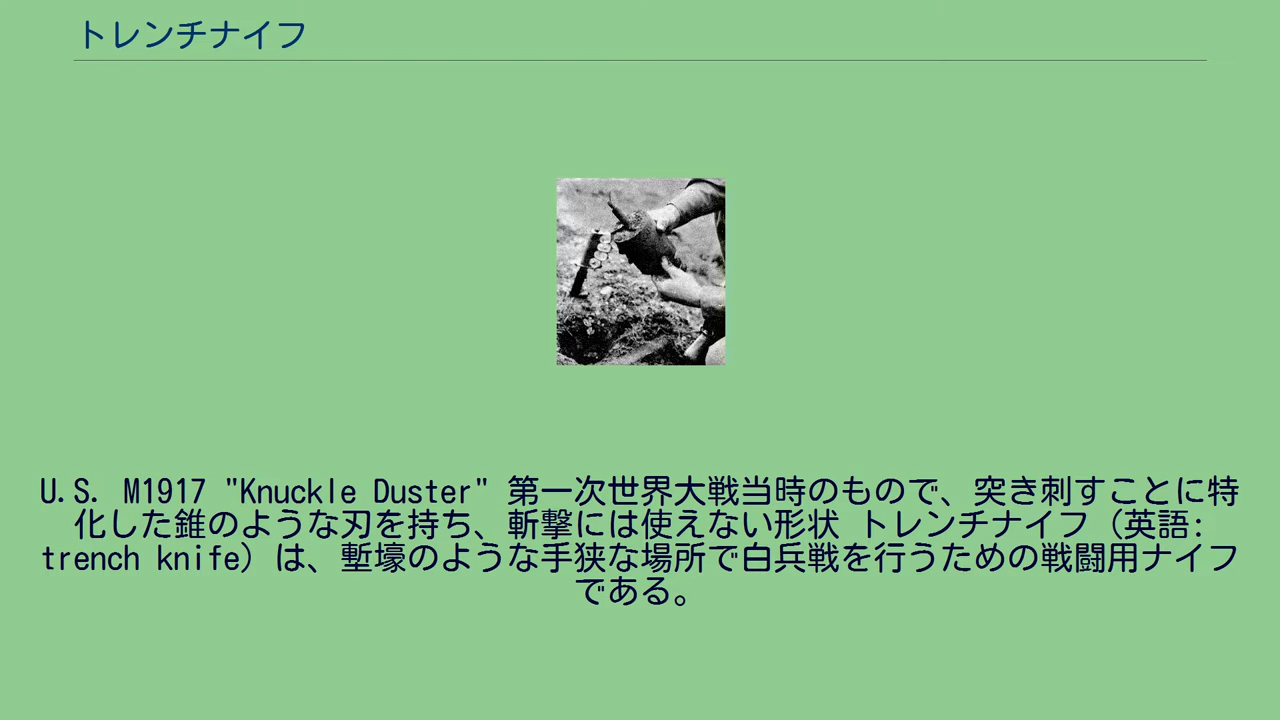 トレンチナイフ
U.S. M1917 "Knuckle Duster" 第一次世界大戦当時のもので、突き刺すことに特
化した錐のような刃を持ち、斬撃には使えない形状 トレンチナイフ（英語:
trench knife）は、塹壕のような手狭な場所で白兵戦を行うための戦闘用ナイフ
である。